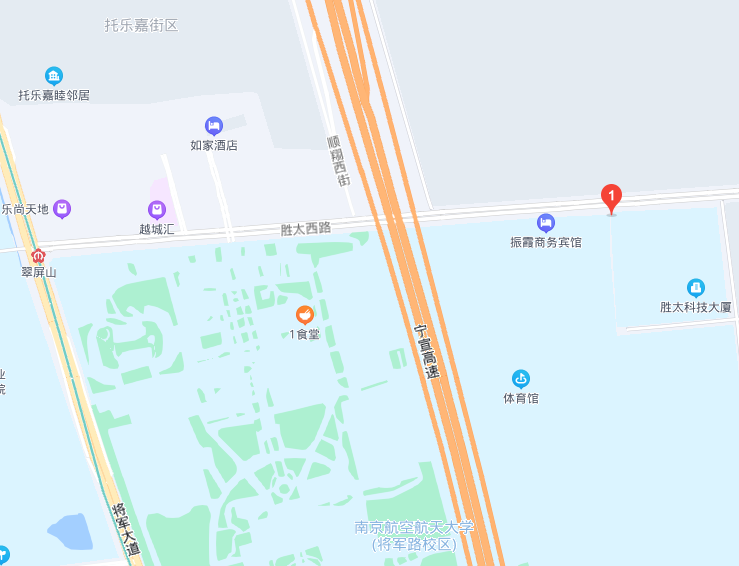 托乐嘉街区
托乐嘉睦邻居
如家酒店
顺翔西街
乐尚天地
越城汇
胜太西路
1
振霞商务宾馆
翠屏山
胜太科技大厦
1食堂
宁宣高速
体育馆
业
院
将军大道
南京航空航天大学
(将军路校区)